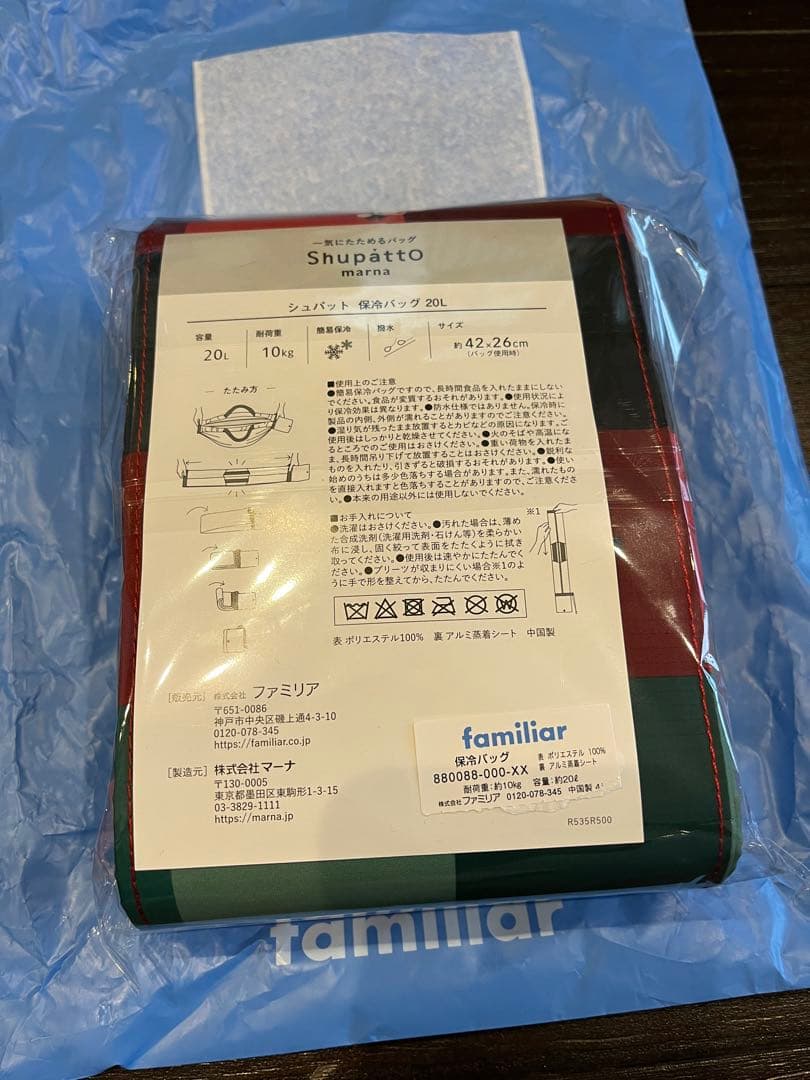 一気にたためるバッグ
Shupatto
marna
シュパット 保冷バッグ 20L
容量
20L
耐荷重
10kg
簡易保冷
撥水
サイズ
約 42×26cm
(バッグ使用時)
たたみ方
■使用上のご注意
●簡易保冷バッグですので、長時間食品を入れたままにしない
でください。食品が変質するおそれがあります。●使用状況によ
り保冷効果は異なります。●防水仕様ではありません。保冷時に
製品の内側、外側が濡れることがありますのでご注意ください。
●湿り気が残ったまま放置するとカビなどの原因になります。ご
使用後はしっかりと乾燥させてください。●火のそばや高温にな
るところでのご使用はおさけください。●重い荷物を入れたま
ま、長時間吊り下げて放置することはおさけください。●鋭利な
ものを入れたり、引きずると破損するおそれがあります。●使い
始めのうちは多少色落ちする場合があります。また、濡れたもの
を直接入れますと色落ちすることがありますので、ご注意くださ
い。●本来の用途以外には使用しないでください。
■お手入れについて
●洗濯はおさけください。●汚れた場合は、薄め
た合成洗剤(洗濯用洗剤・石けん等)を柔らかい
布に浸し、固く絞って表面をたたくように拭き
取ってください。●使用後は速やかにたたんでく
ださい。●プリーツが収まりにくい場合※1のよ
うに手で形を整えてから、たたんでください。
※1
表 ポリエステル100% 裏 アルミ蒸着シート 中国製
[販売元] 株式会社 ファミリア
〒651-0086
神戸市中央区磯上通4-3-10
0120-078-345
https://familiar.co.jp
[製造元] 株式会社マーナ
〒130-0005
東京都墨田区東駒形1-3-15
03-3829-1111
https://marna.jp
familiar
保冷バッグ
880088-000-XX
表 ポリエステル 100%
裏 アルミ蒸着シート
耐荷重:約10kg 容量:約20ℓ
株式会社ファミリア 0120-078-345 中国製
R535R500
familiar